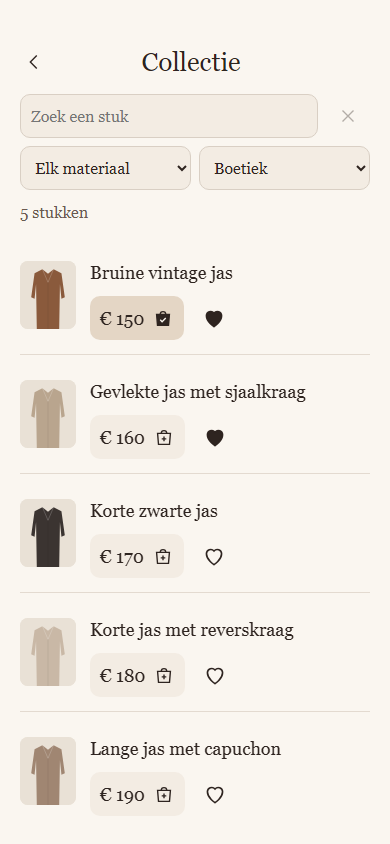 Collectie
Zoek een stuk
Elk materiaal
Boetiek
5 stukken
Bruine vintage jas
€ 150
Gevlekte jas met sjaalkraag
€ 160
Korte zwarte jas
€ 170
Korte jas met reverskraag
€ 180
Lange jas met capuchon
€ 190